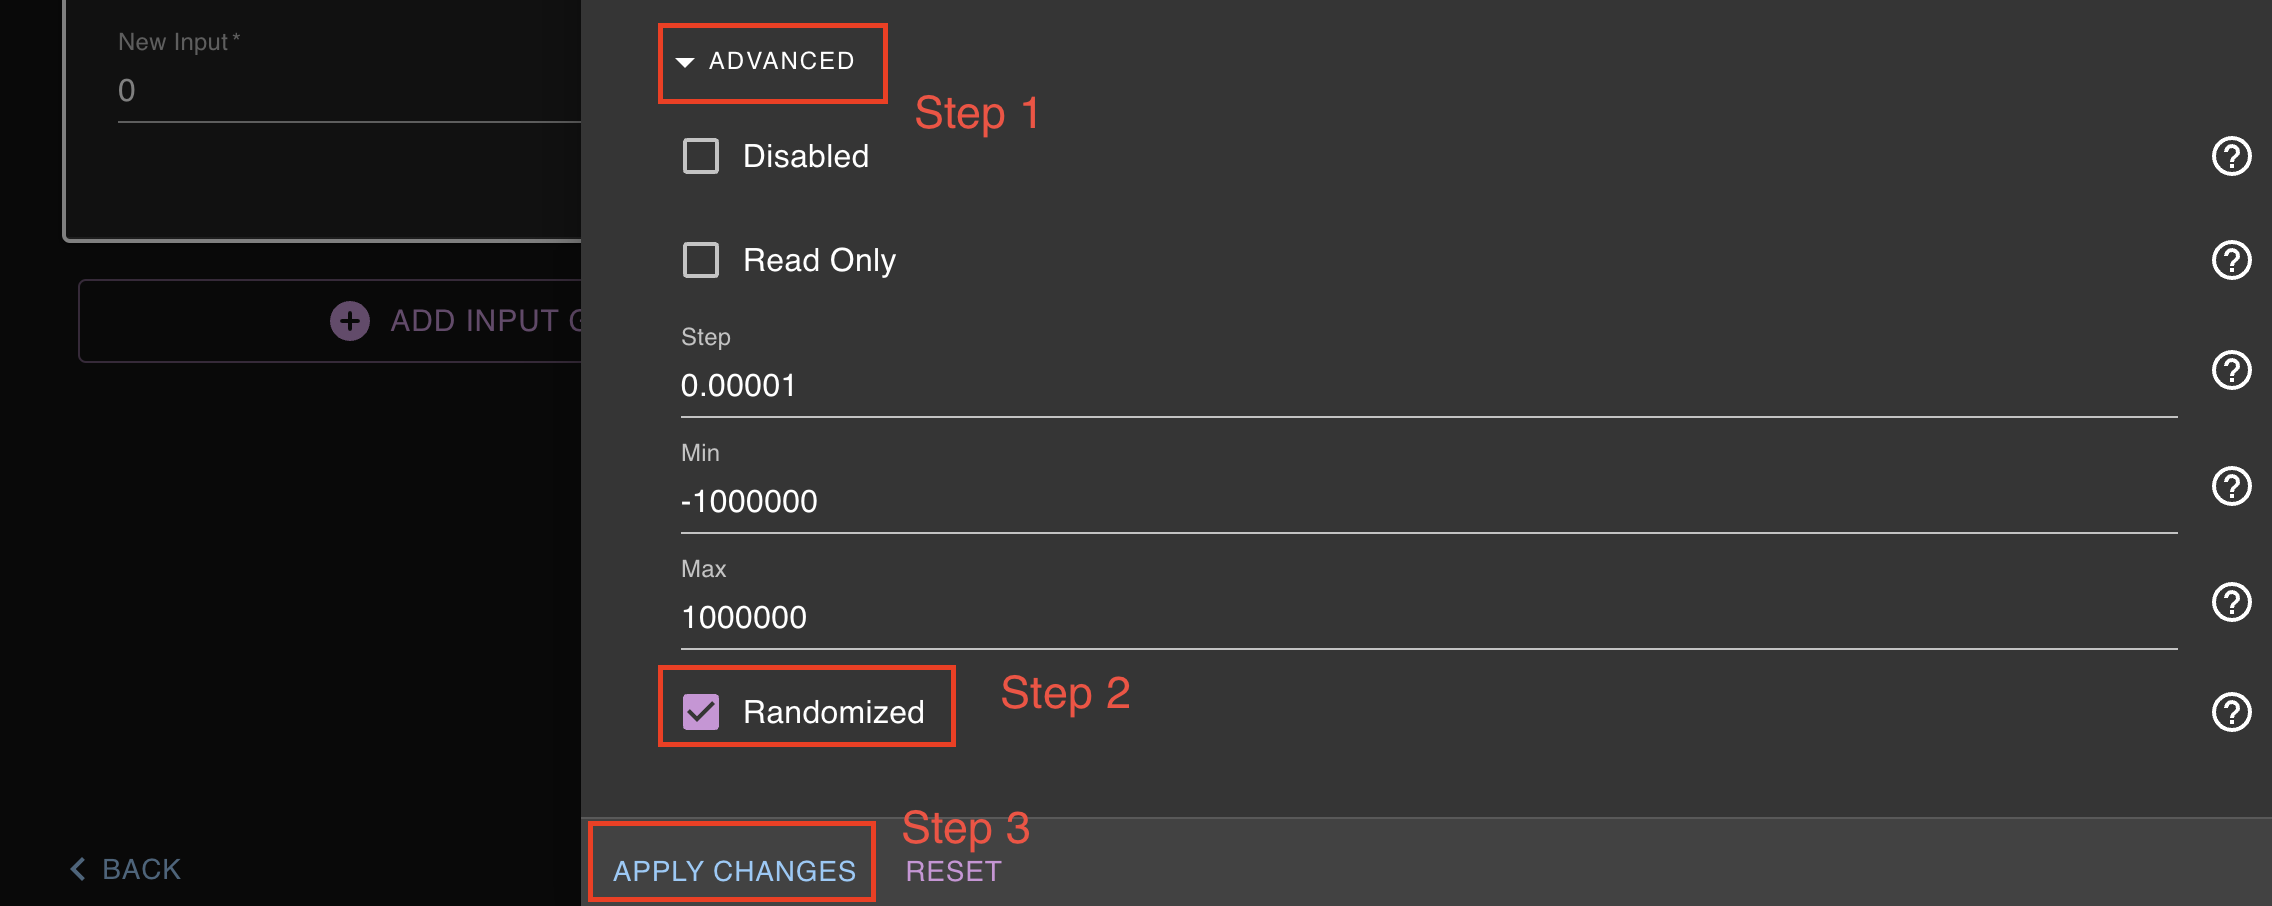 New Input *
0
ADD INPUT G
BACK
ADVANCED
Step 1
Disabled
Read Only
Step
0.00001
Min
-1000000
Max
1000000
Randomized
Step 2
Step 3
APPLY CHANGES
RESET